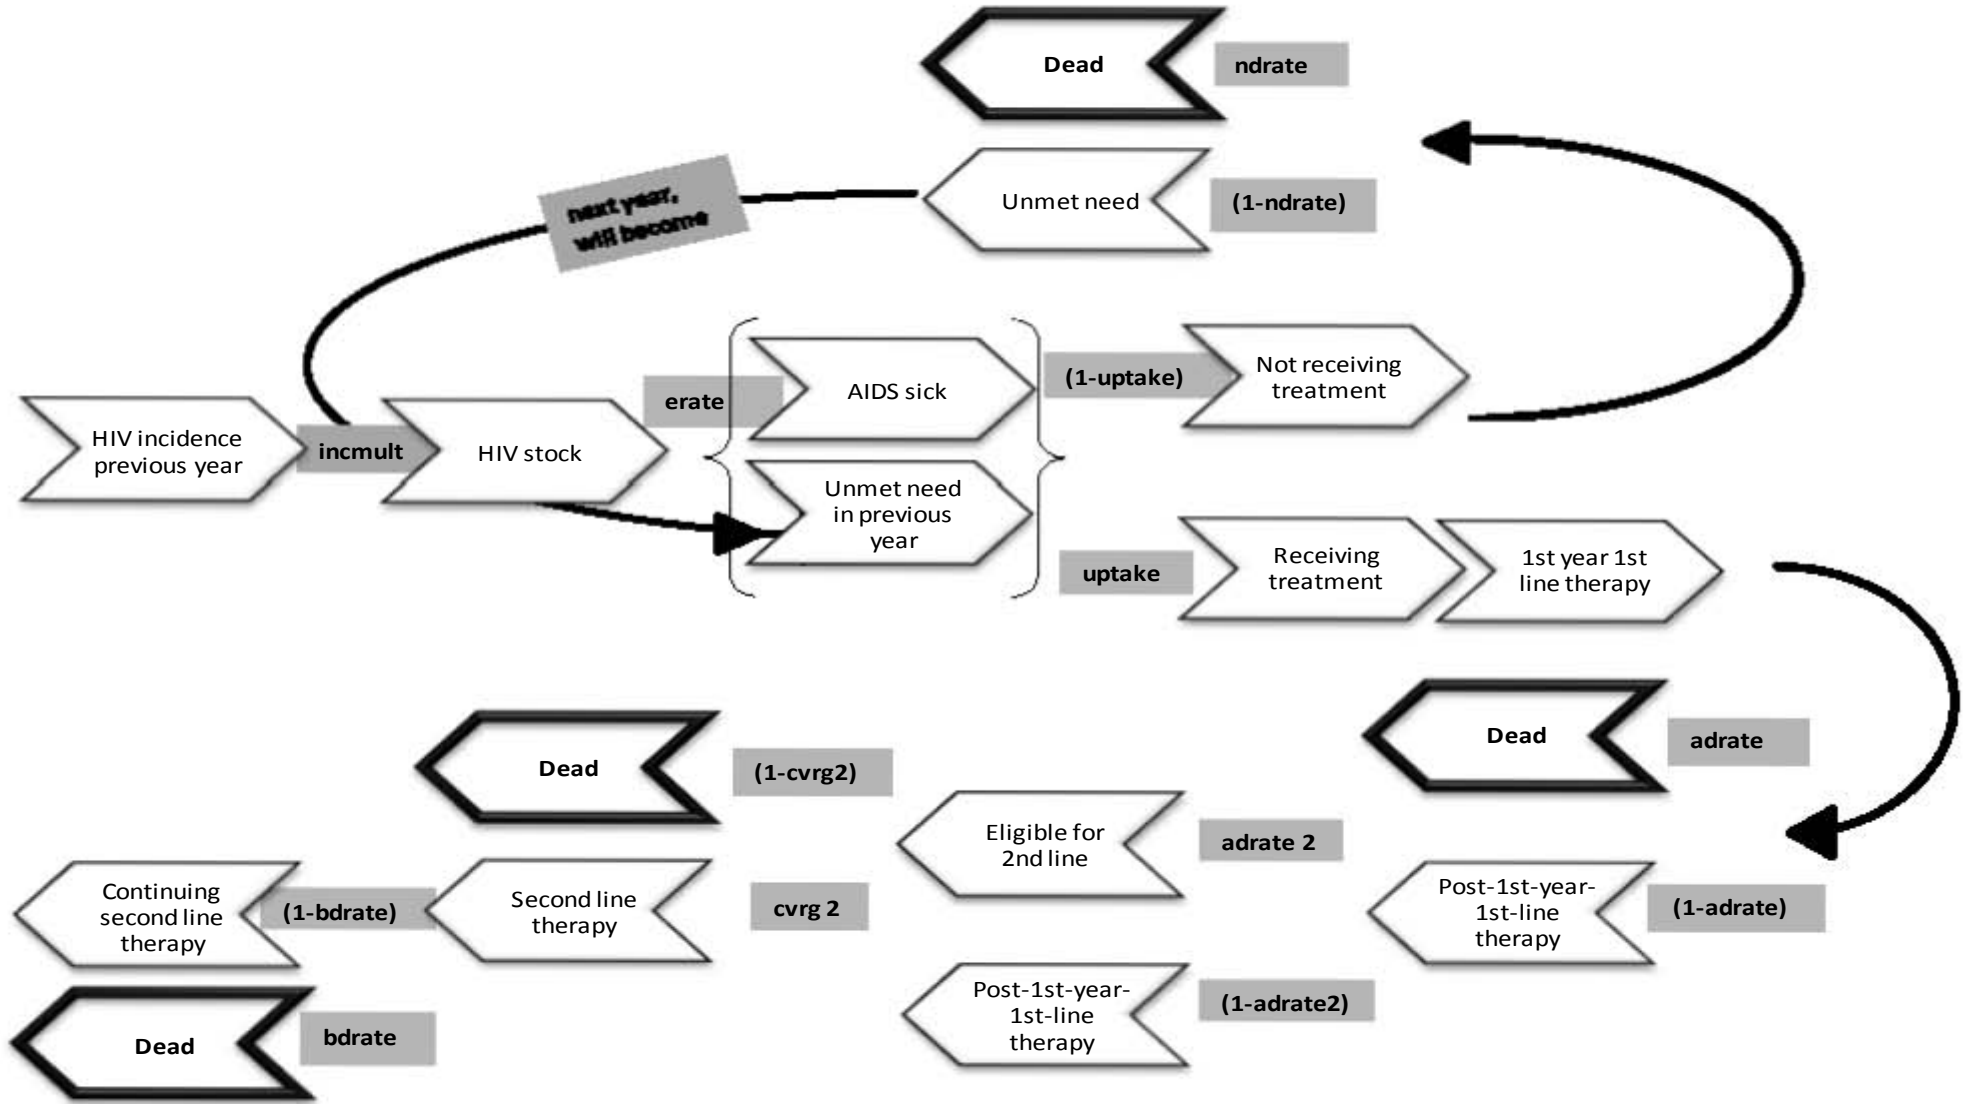 Dead
ndrate
next year,
will become
Unmet need
(1-ndrate)
HIV incidence
previous year
incmult
HIV stock
erate
AIDS sick
Unmet need
in previous
year
(1-uptake)
Not receiving
treatment
uptake
Receiving
treatment
1st year 1st
line therapy
Dead
adrate
Post-1st-year-
1st-line
therapy
(1-adrate)
Eligible for
2nd line
adrate 2
Post-1st-year-
1st-line
therapy
(1-adrate2)
Dead
(1-cvrg2)
Second line
therapy
cvrg 2
Continuing
second line
therapy
(1-bdrate)
Dead
bdrate